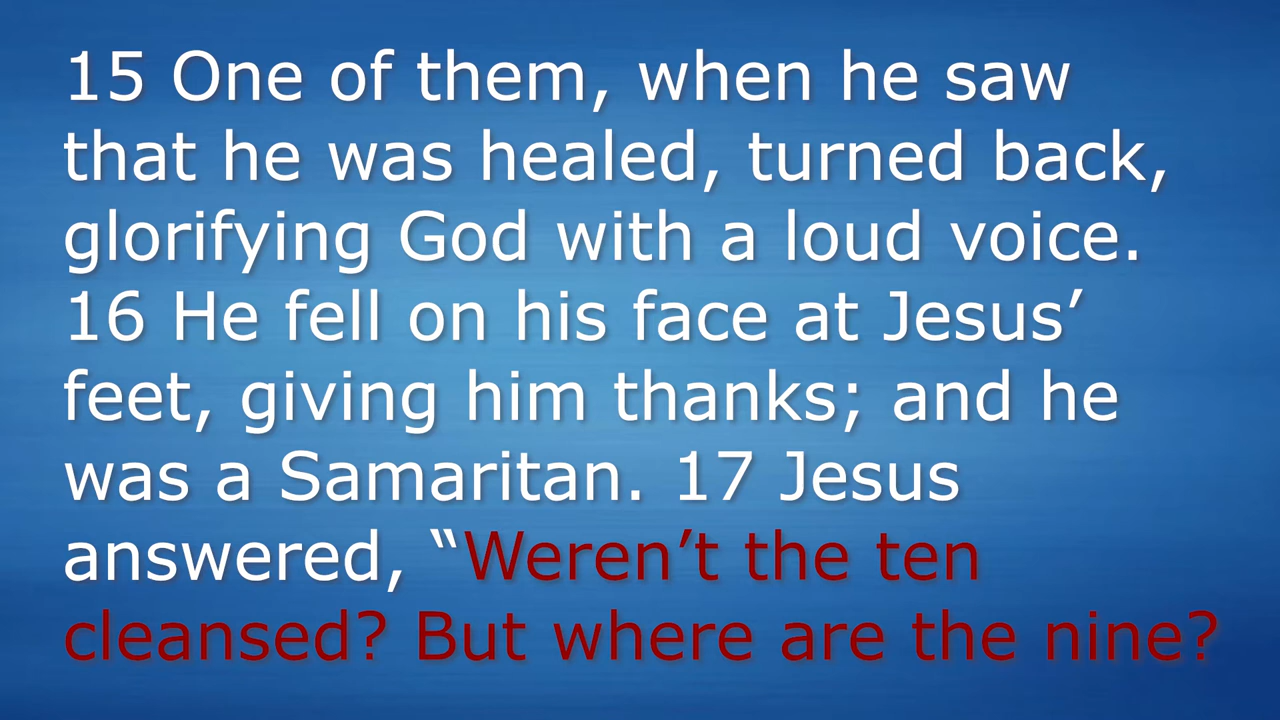 15 One of them, when he saw
that he was healed, turned back,
glorifying God with a loud voice.
16 He fell on his face at Jesus’
feet, giving him thanks; and he
was a Samaritan. 17 Jesus
answered, “Weren’t the ten
cleansed? But where are the nine?